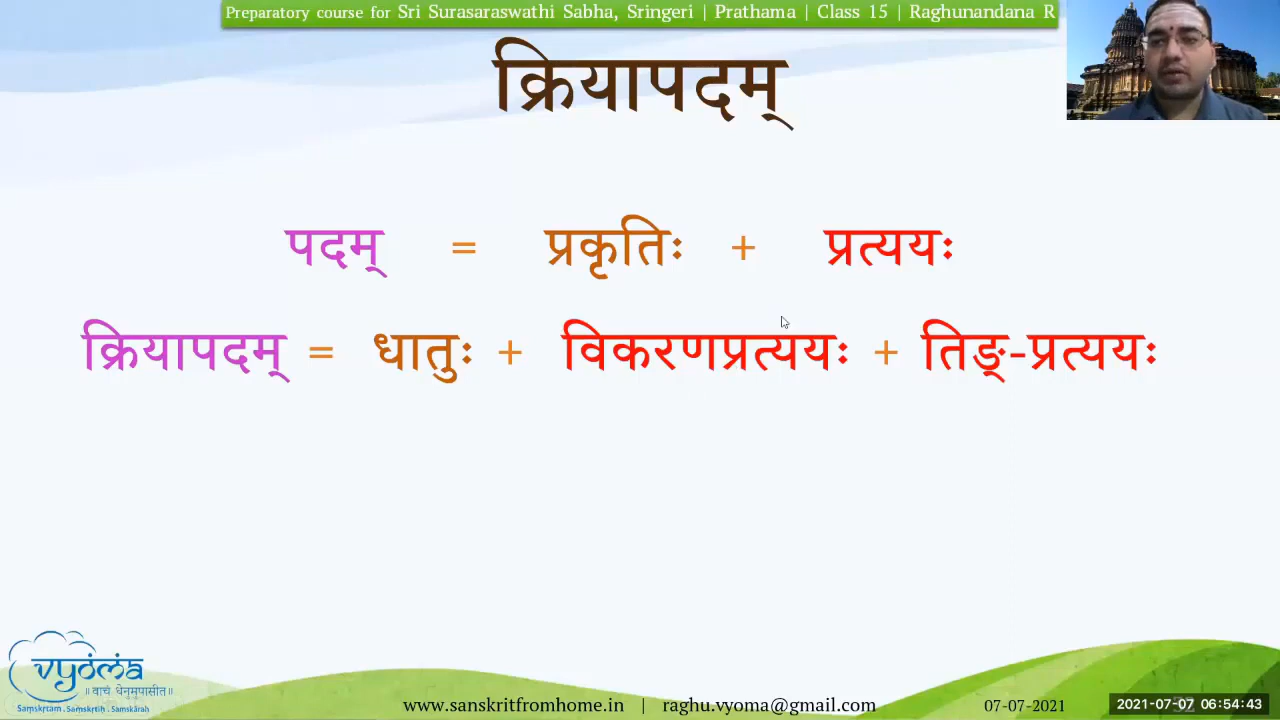 Preparatory course for Sri Surasaraswathi Sabha, Sringeri | Prathama | Class 15 | Raghunandana R
क्रियापदम्
पदम् = प्रकृतिः + प्रत्ययः
क्रियापदम् = धातुः + विकरणप्रत्ययः + तिङ्-प्रत्ययः
vyoma
॥ वाचं धेनुमुपासीत॥
Samskrtam . Samskrtih . Samskarah
www.sanskritfromhome.in | raghu.vyoma@gmail.com 07-07-2021
2021-07-07 06:54:43